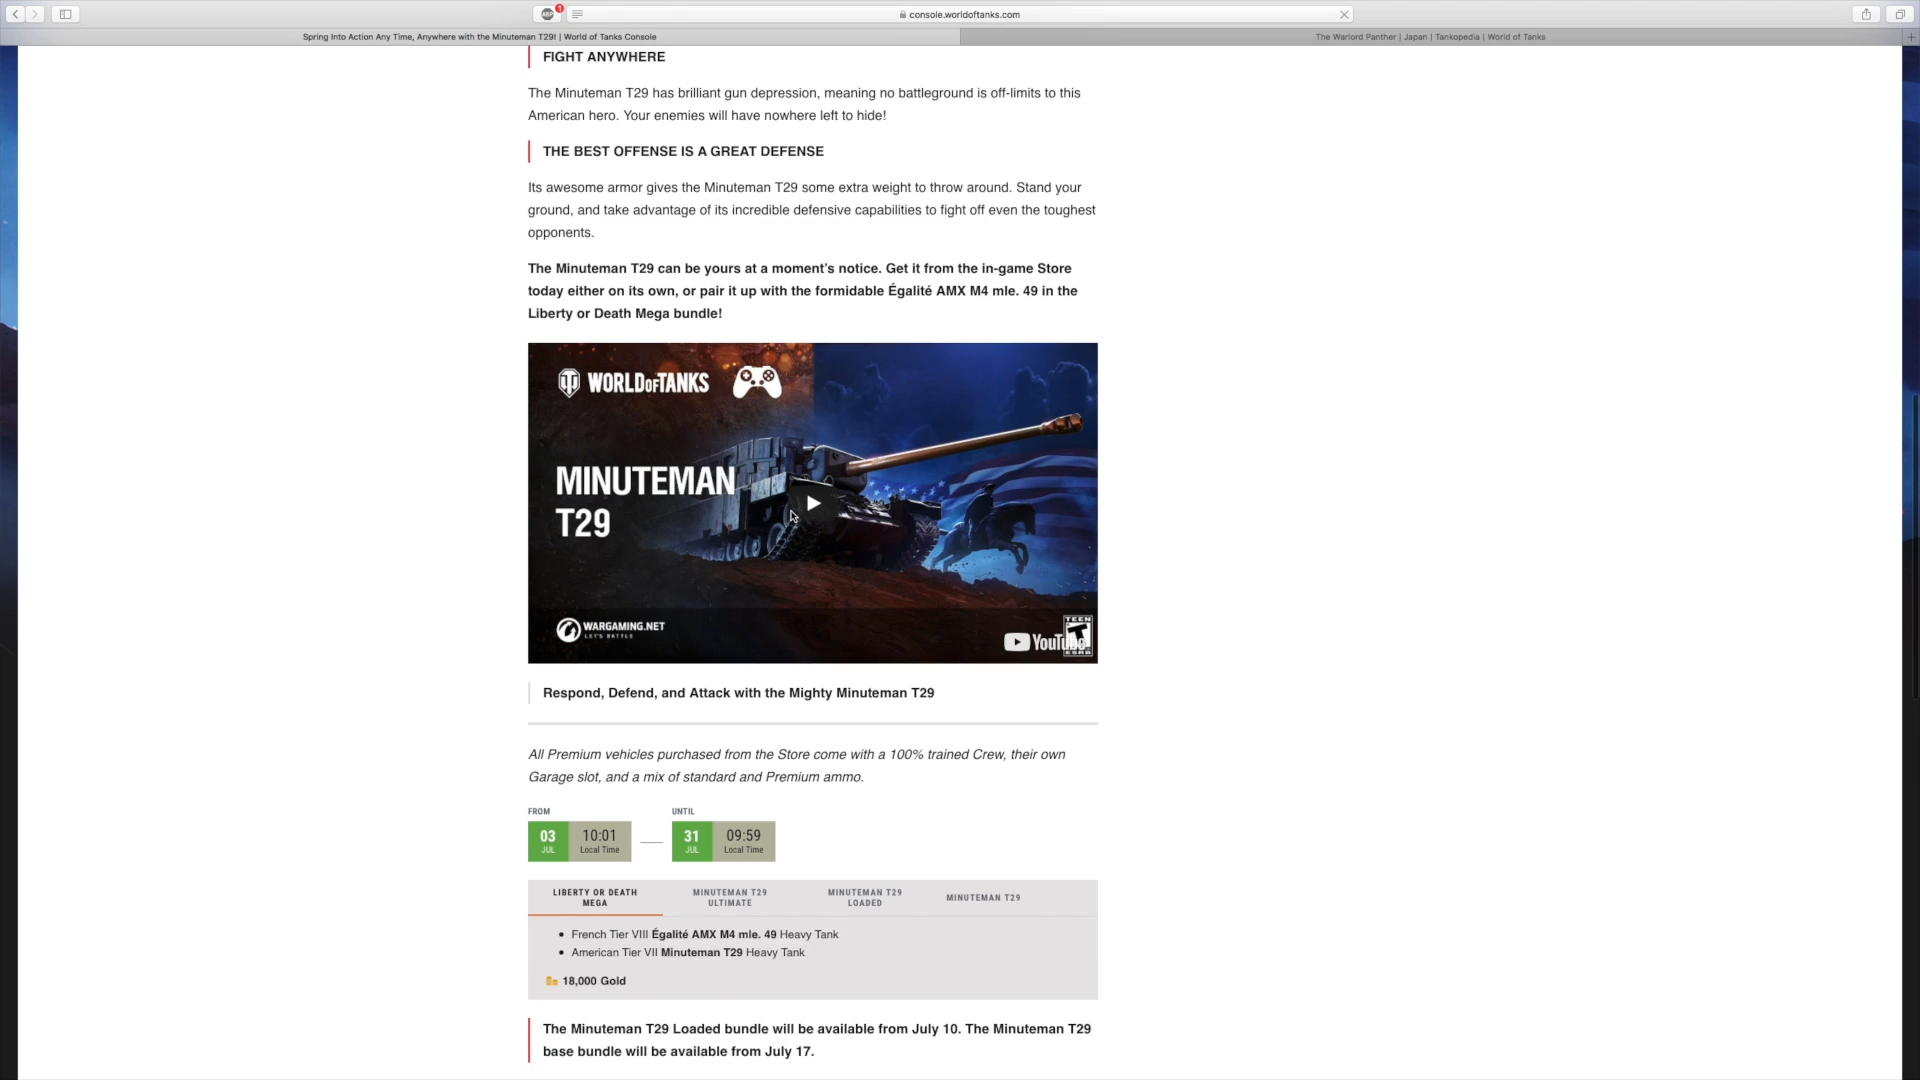 console.worldoftanks.com
Spring Into Action Any Time, Anywhere with the Minuteman T29! | World of Tanks Console
The Warlord Panther | Japan | Tankopedia | World of Tanks
FIGHT ANYWHERE
The Minuteman T29 has brilliant gun depression, meaning no battleground is off-limits to this
American hero. Your enemies will have nowhere left to hide!
THE BEST OFFENSE IS A GREAT DEFENSE
Its awesome armor gives the Minuteman T29 some extra weight to throw around. Stand your
ground, and take advantage of its incredible defensive capabilities to fight off even the toughest
opponents.
The Minuteman T29 can be yours at a moment's notice. Get it from the in-game Store
today either on its own, or pair it up with the formidable Égalité AMX M4 mle. 49 in the
Liberty or Death Mega bundle!
WORLD OF TANKS
MINUTEMAN
T29
WARGAMING.NET
LET'S BATTLE
YouTube
TEEN
T
ESRB
Respond, Defend, and Attack with the Mighty Minuteman T29
All Premium vehicles purchased from the Store come with a 100% trained Crew, their own
Garage slot, and a mix of standard and Premium ammo.
FROM UNTIL
03 10:01 31 09:59
JUL Local Time JUL Local Time
LIBERTY OR DEATH MINUTEMAN T29 MINUTEMAN T29 MINUTEMAN T29
MEGA ULTIMATE LOADED
• French Tier VIII Égalité AMX M4 mle. 49 Heavy Tank
• American Tier VII Minuteman T29 Heavy Tank
18,000 Gold
The Minuteman T29 Loaded bundle will be available from July 10. The Minuteman T29
base bundle will be available from July 17.